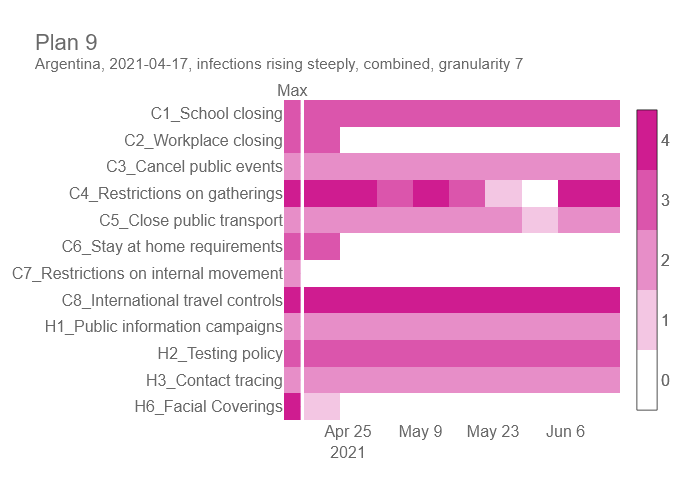 Plan 9
Argentina, 2021-04-17, infections rising steeply, combined, granularity 7
Max
C1_School closing
C2_Workplace closing
C3_Cancel public events
C4_Restrictions on gatherings
C5_Close public transport
C6_Stay at home requirements
C7_Restrictions on internal movement
C8_International travel controls
H1_Public information campaigns
H2_Testing policy
H3_Contact tracing
H6_Facial Coverings
Apr 25 May 9 May 23 Jun 6
2021
4
3
2
1
0